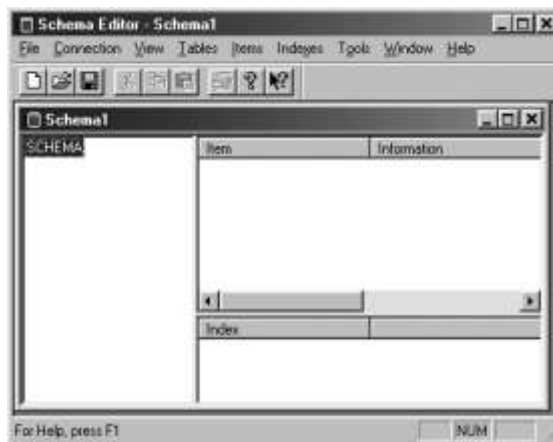 Schema Editor - Schema1
File Connection View Tables Items Indexes Tools Window Help
Schema1
SCHEMA
Item Information
Index
For Help, press F1 NUM